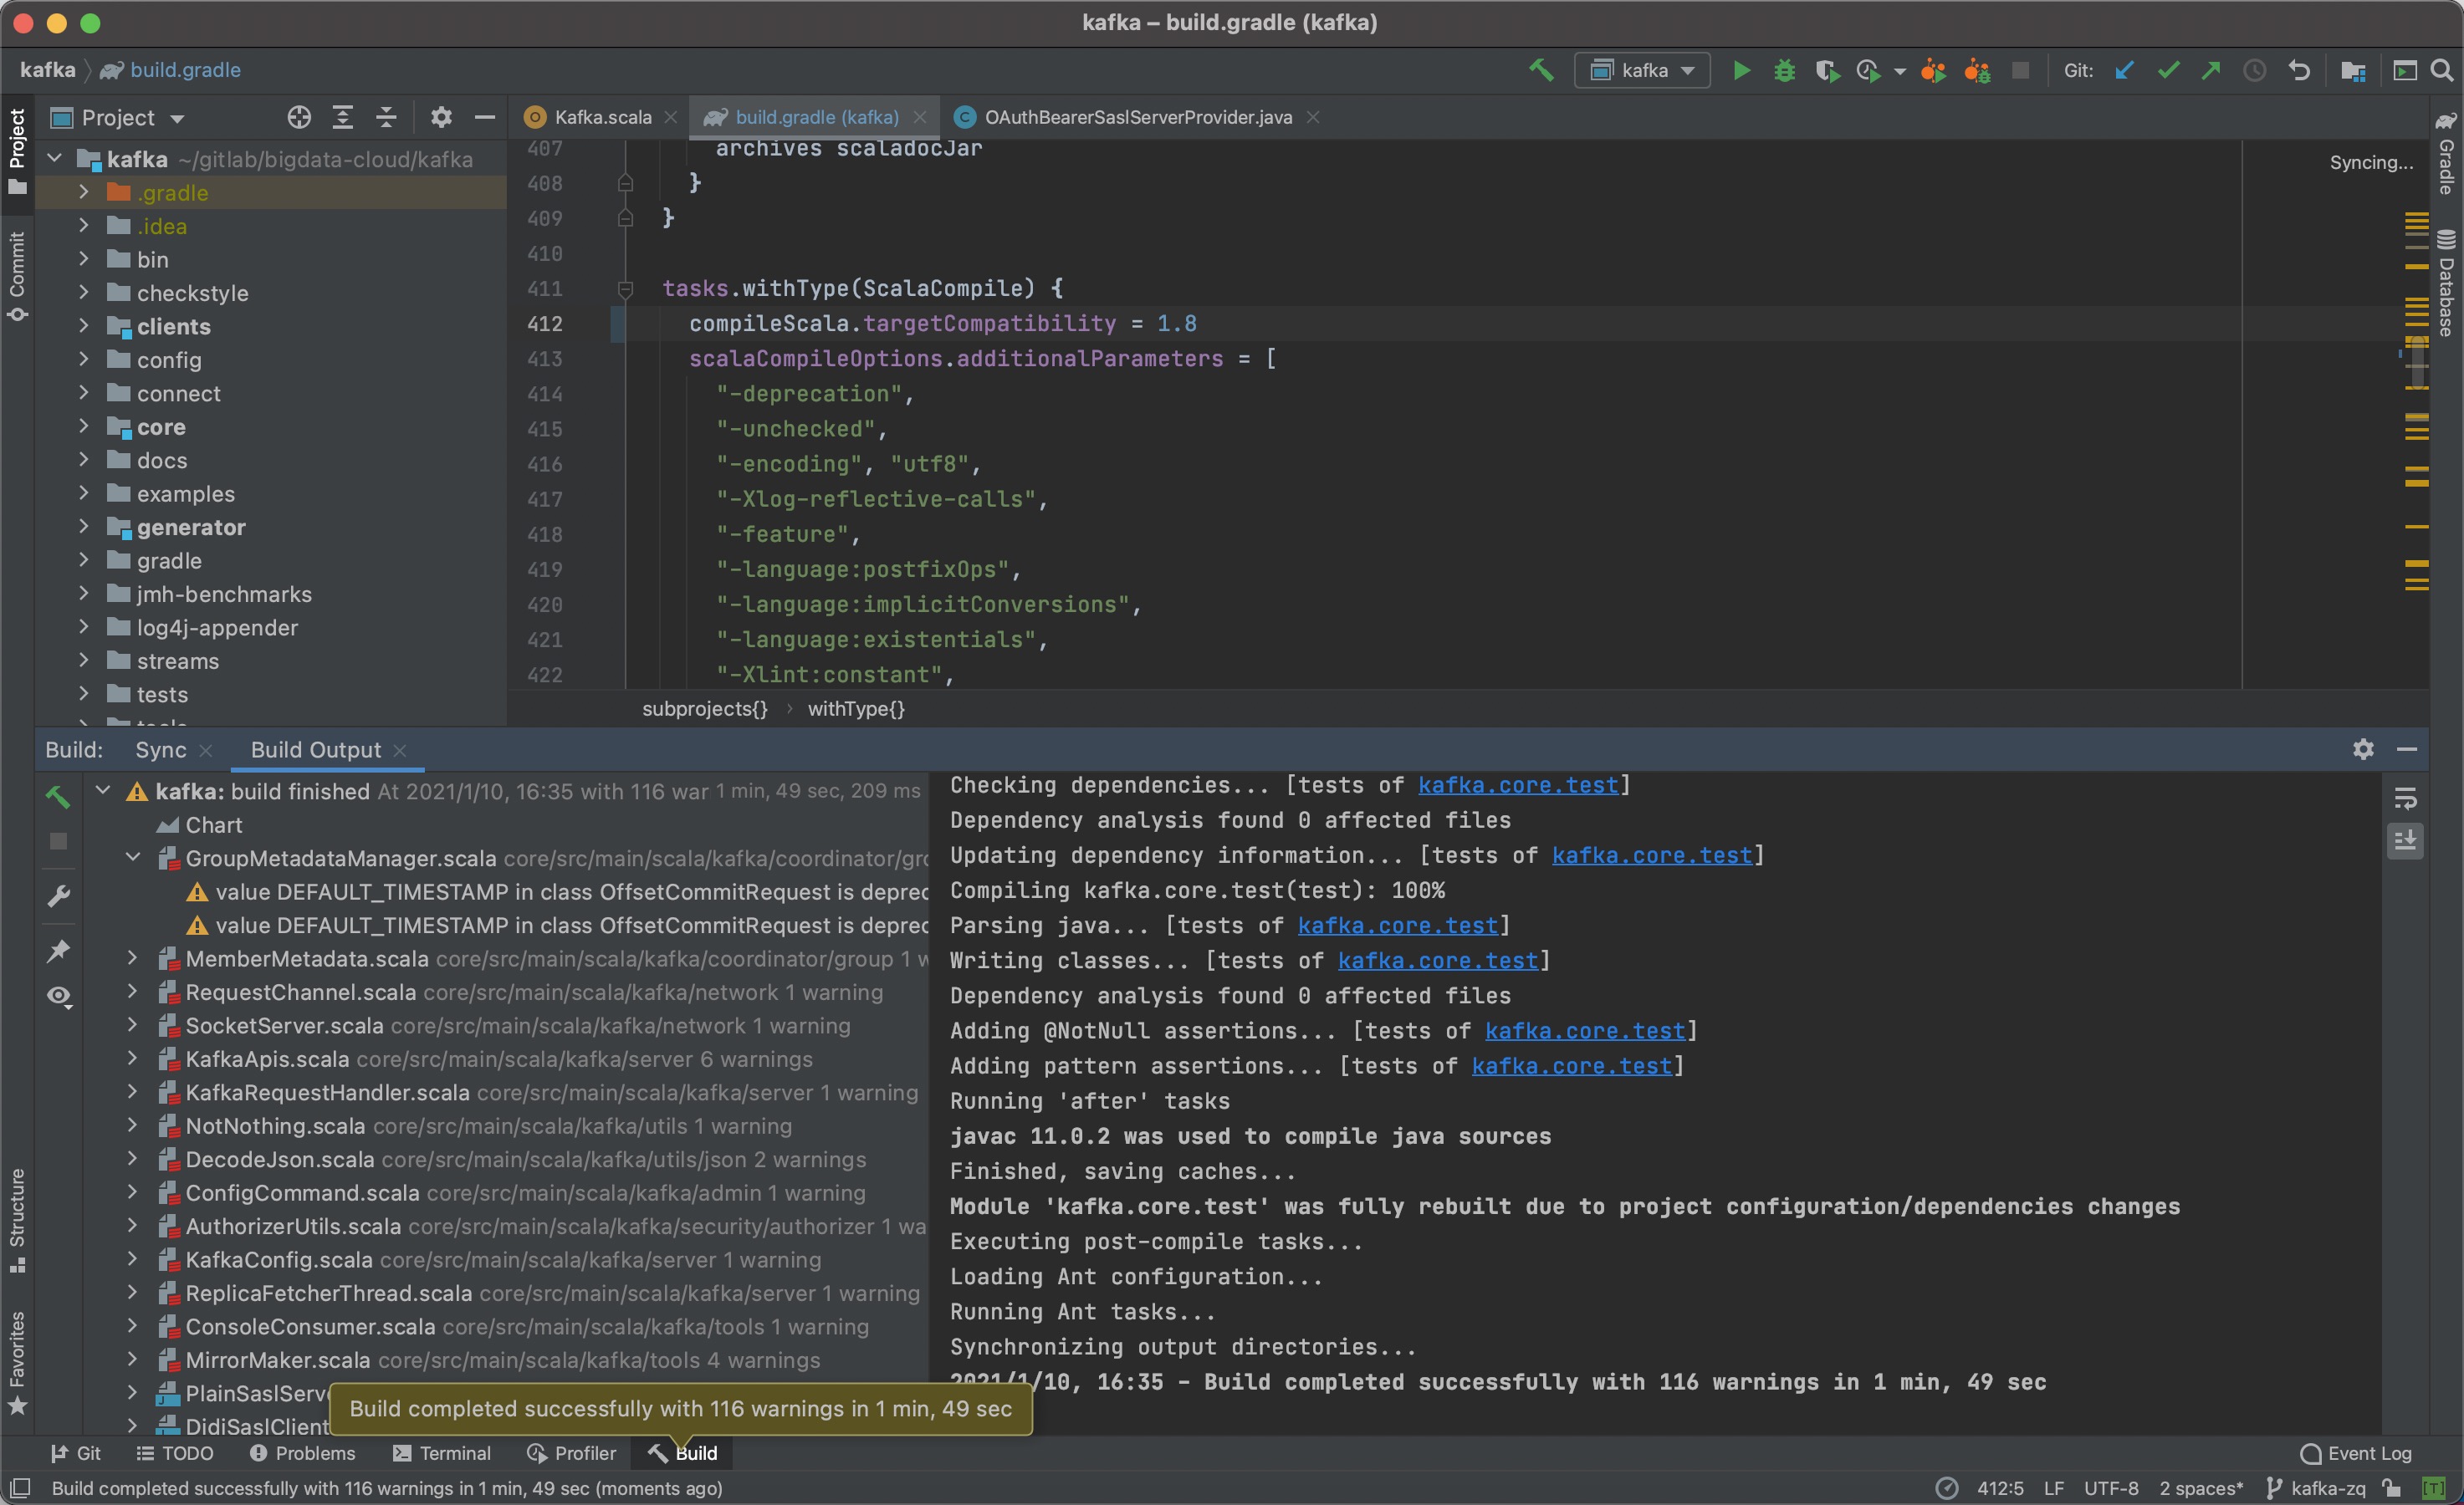 kafka – build.gradle (kafka)
kafka
build.gradle
kafka
Git:
Project
Commit
Structure
Favorites
Gradle
Database
Project
kafka ~/gitlab/bigdata-cloud/kafka
.gradle
.idea
bin
checkstyle
clients
config
connect
core
docs
examples
generator
gradle
jmh-benchmarks
log4j-appender
streams
tests
Kafka.scala
build.gradle (kafka)
OAuthBearerSaslServerProvider.java
Syncing...
407 archives scaladocJar
408 }
409 }
410
411 tasks.withType(ScalaCompile) {
412 compileScala.targetCompatibility = 1.8
413 scalaCompileOptions.additionalParameters = [
414 "-deprecation",
415 "-unchecked",
416 "-encoding", "utf8",
417 "-Xlog-reflective-calls",
418 "-feature",
419 "-language:postfixOps",
420 "-language:implicitConversions",
421 "-language:existentials",
422 "-Xlint:constant",
subprojects{} › withType{}
Build: Sync Build Output
kafka: build finished At 2021/1/10, 16:35 with 116 war 1 min, 49 sec, 209 ms
Chart
GroupMetadataManager.scala core/src/main/scala/kafka/coordinator/gro
value DEFAULT_TIMESTAMP in class OffsetCommitRequest is deprec
value DEFAULT_TIMESTAMP in class OffsetCommitRequest is deprec
MemberMetadata.scala core/src/main/scala/kafka/coordinator/group 1 w
RequestChannel.scala core/src/main/scala/kafka/network 1 warning
SocketServer.scala core/src/main/scala/kafka/network 1 warning
KafkaApis.scala core/src/main/scala/kafka/server 6 warnings
KafkaRequestHandler.scala core/src/main/scala/kafka/server 1 warning
NotNothing.scala core/src/main/scala/kafka/utils 1 warning
DecodeJson.scala core/src/main/scala/kafka/utils/json 2 warnings
ConfigCommand.scala core/src/main/scala/kafka/admin 1 warning
AuthorizerUtils.scala core/src/main/scala/kafka/security/authorizer 1 wa
KafkaConfig.scala core/src/main/scala/kafka/server 1 warning
ReplicaFetcherThread.scala core/src/main/scala/kafka/server 1 warning
ConsoleConsumer.scala core/src/main/scala/kafka/tools 1 warning
MirrorMaker.scala core/src/main/scala/kafka/tools 4 warnings
PlainSaslServ
DidiSaslClient
Checking dependencies... [tests of kafka.core.test]
Dependency analysis found 0 affected files
Updating dependency information... [tests of kafka.core.test]
Compiling kafka.core.test(test): 100%
Parsing java... [tests of kafka.core.test]
Writing classes... [tests of kafka.core.test]
Dependency analysis found 0 affected files
Adding @NotNull assertions... [tests of kafka.core.test]
Adding pattern assertions... [tests of kafka.core.test]
Running 'after' tasks
javac 11.0.2 was used to compile java sources
Finished, saving caches...
Module 'kafka.core.test' was fully rebuilt due to project configuration/dependencies changes
Executing post-compile tasks...
Loading Ant configuration...
Running Ant tasks...
Synchronizing output directories...
2021/1/10, 16:35 - Build completed successfully with 116 warnings in 1 min, 49 sec
Build completed successfully with 116 warnings in 1 min, 49 sec
Git TODO Problems Terminal Profiler Build Event Log
Build completed successfully with 116 warnings in 1 min, 49 sec (moments ago)
412:5 LF UTF-8 2 spaces* kafka-zq [T]